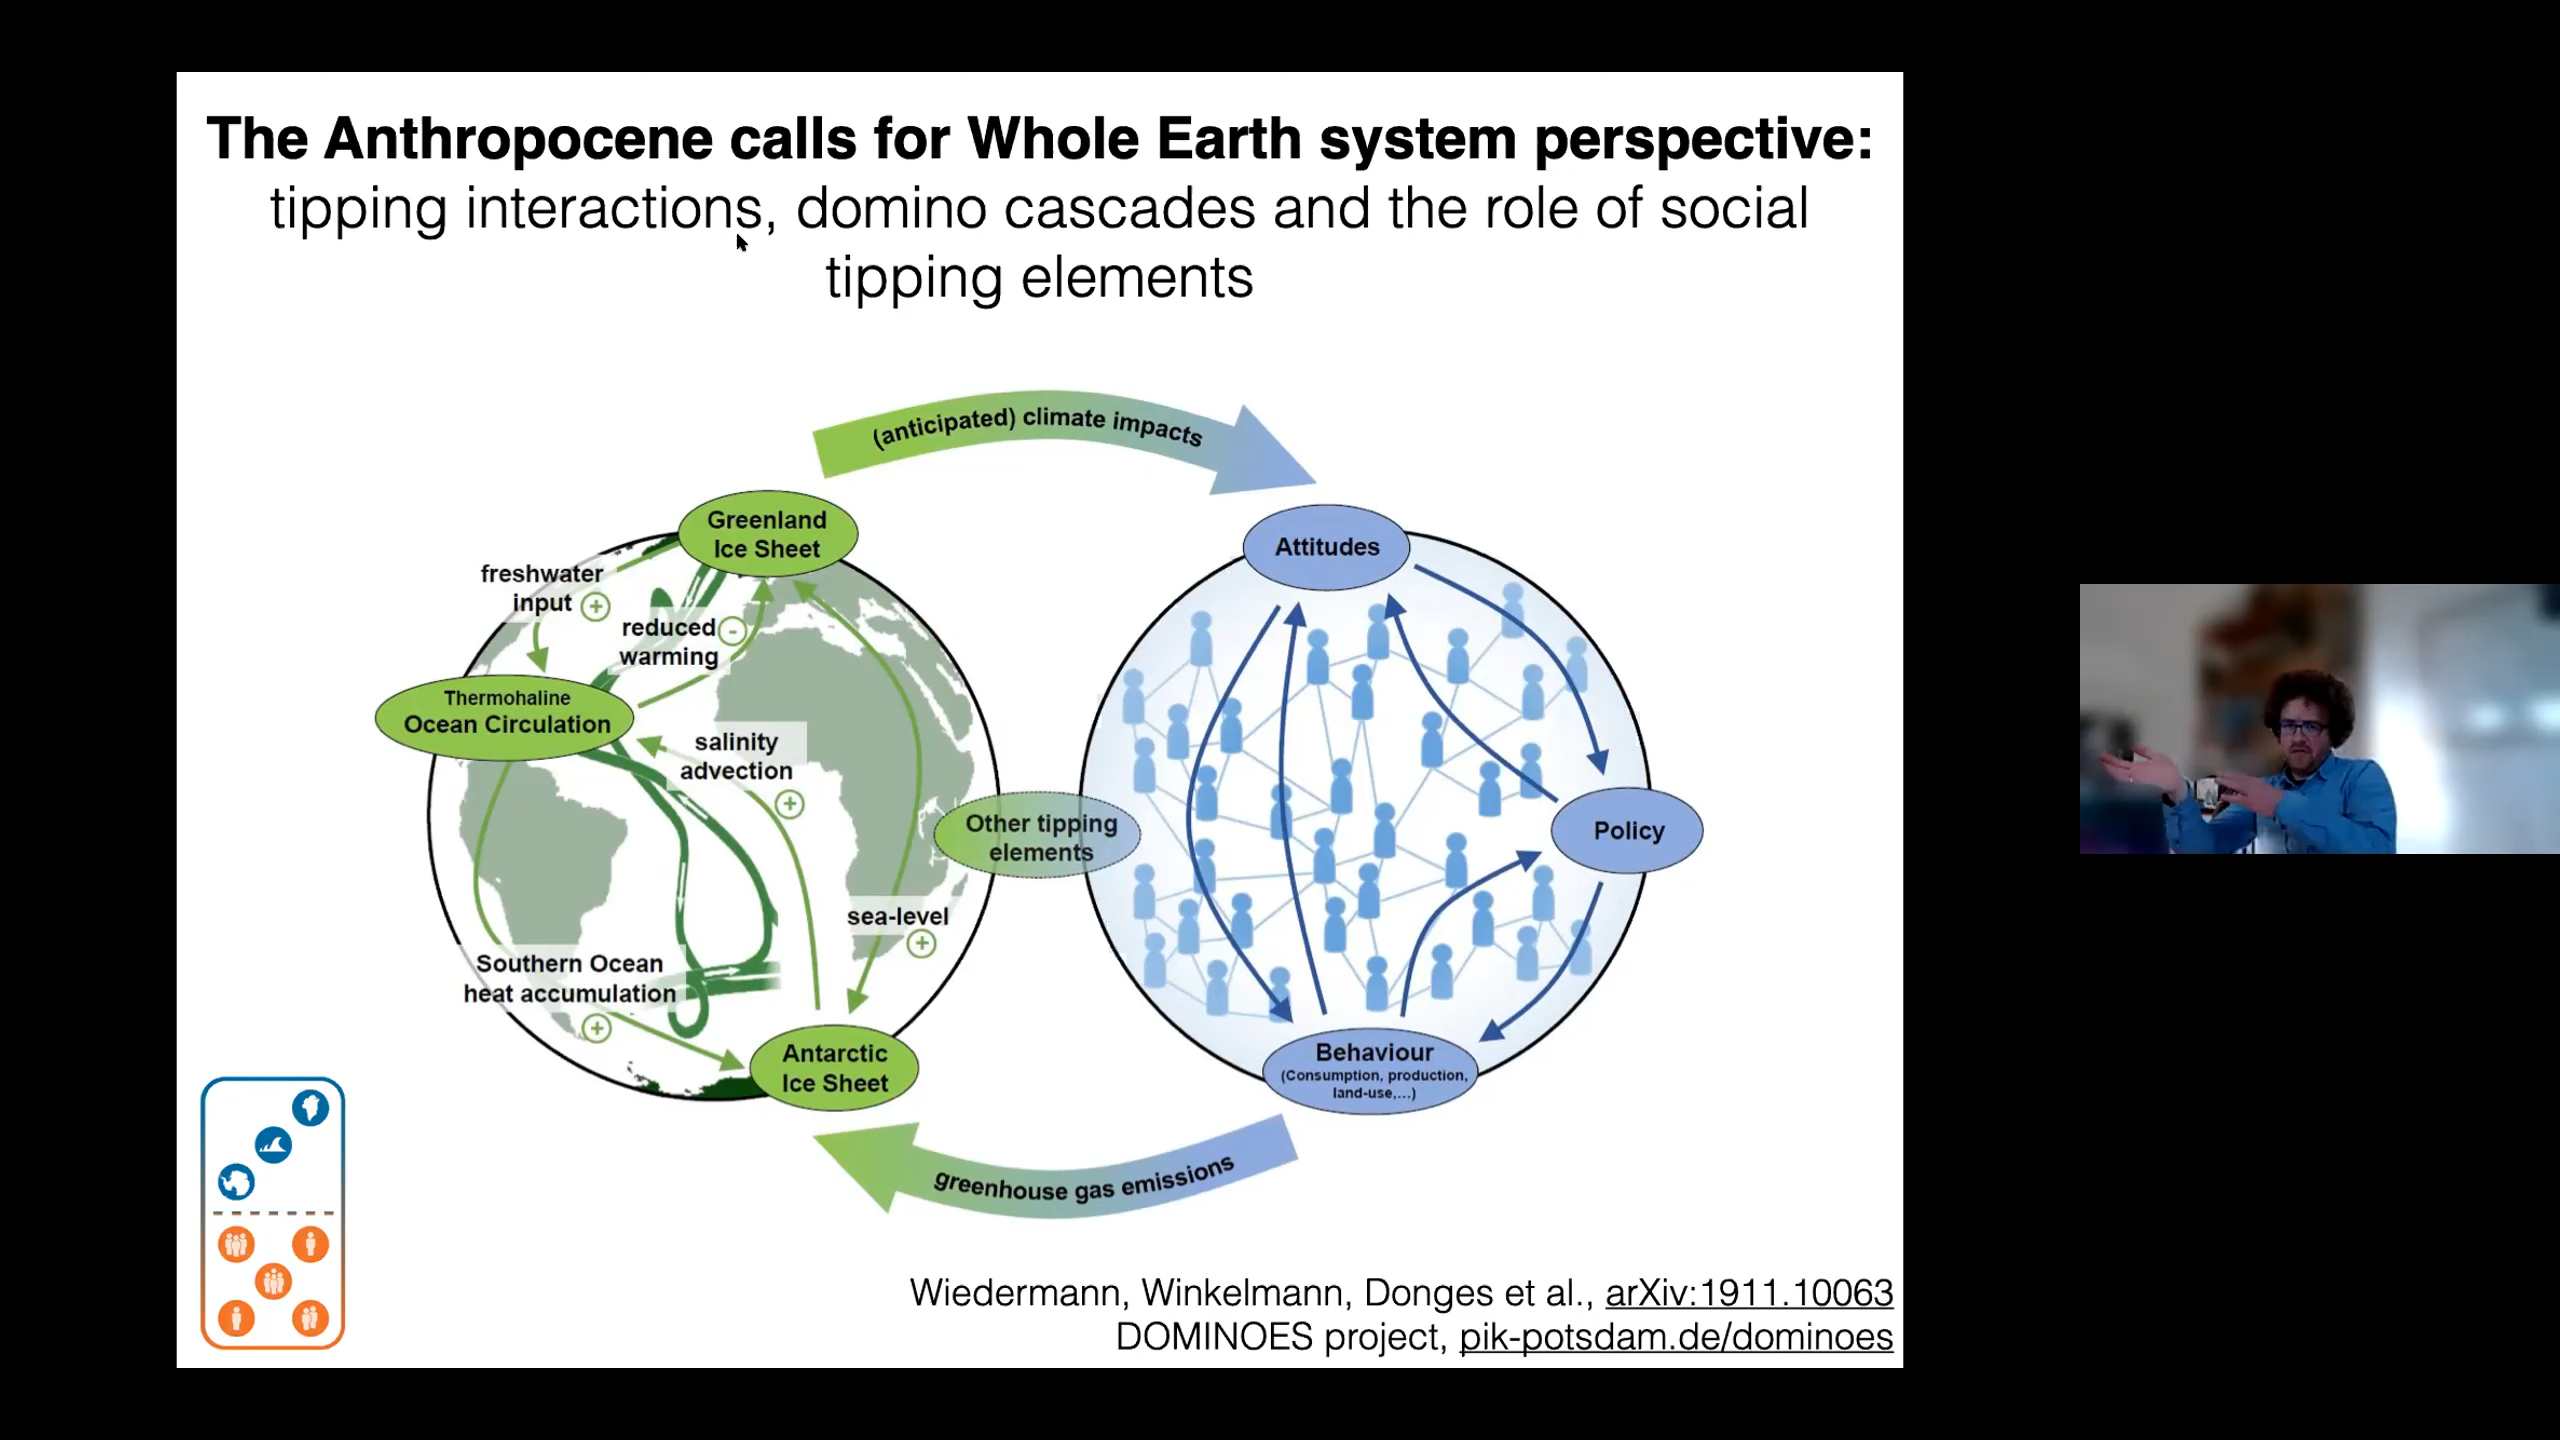 The Anthropocene calls for Whole Earth system perspective:
tipping interactions, domino cascades and the role of social
tipping elements
(anticipated) climate impacts
Greenland
Ice Sheet
freshwater
input +
reduced -
warming
Thermohaline
Ocean Circulation
salinity
advection
+
sea-level
+
Southern Ocean
heat accumulation
+
Antarctic
Ice Sheet
Other tipping
elements
Attitudes
Policy
Behaviour
(Consumption, production,
land-use,...)
greenhouse gas emissions
Wiedermann, Winkelmann, Donges et al., arXiv:1911.10063
DOMINOES project, pik-potsdam.de/dominoes